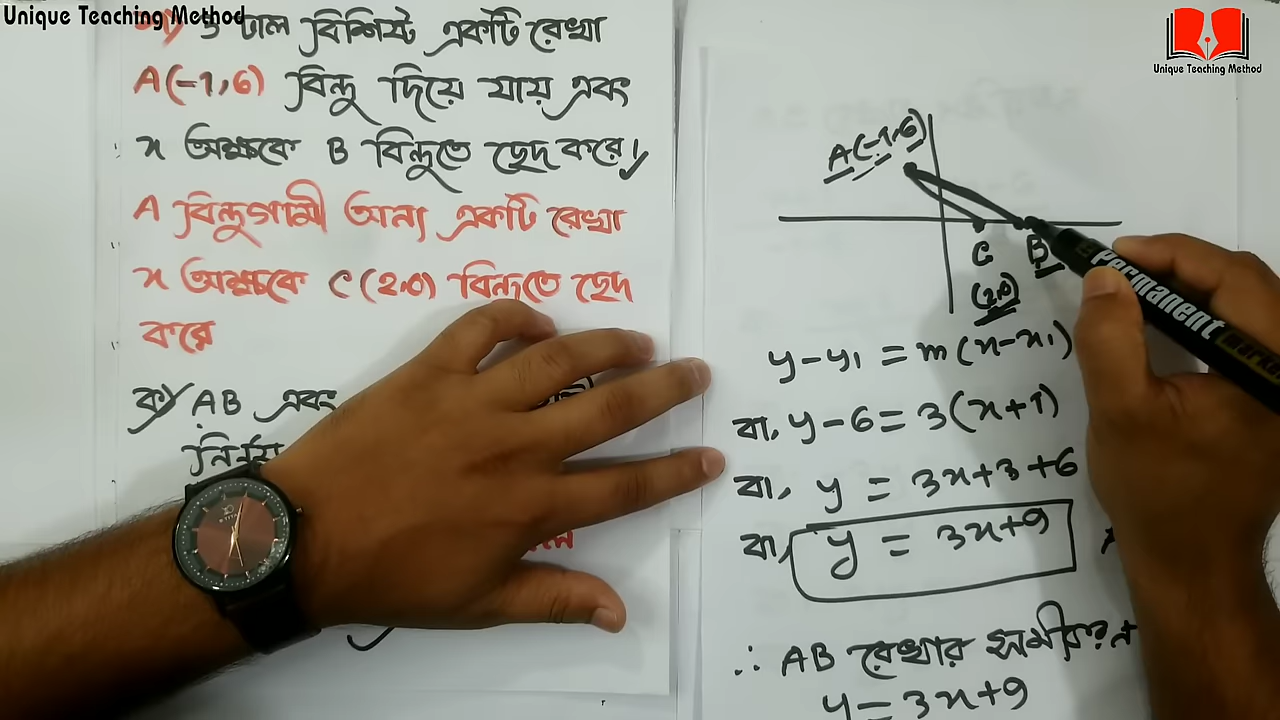 Unique Teaching Method
৩ ঢাল বিশিষ্ট একটি রেখা
A(-1,6) বিন্দু দিয়ে যায় এবং
x অক্ষকে B বিন্দুতে ছেদ করে।
A বিন্দুগামী অন্য একটি রেখা
x অক্ষকে C(2,0) বিন্দুতে ছেদ
করে
ক) AB এবং
নির্ণয়
Unique Teaching Method
A(-1,6)
C B
(2,0)
y-y₁ = m(x-x₁)
বা, y-6 = 3(x+1)
বা, y = 3x+3+6
বা, y = 3x+9
∴ AB রেখার সমীকরণ
y = 3x+9
Permanent marker